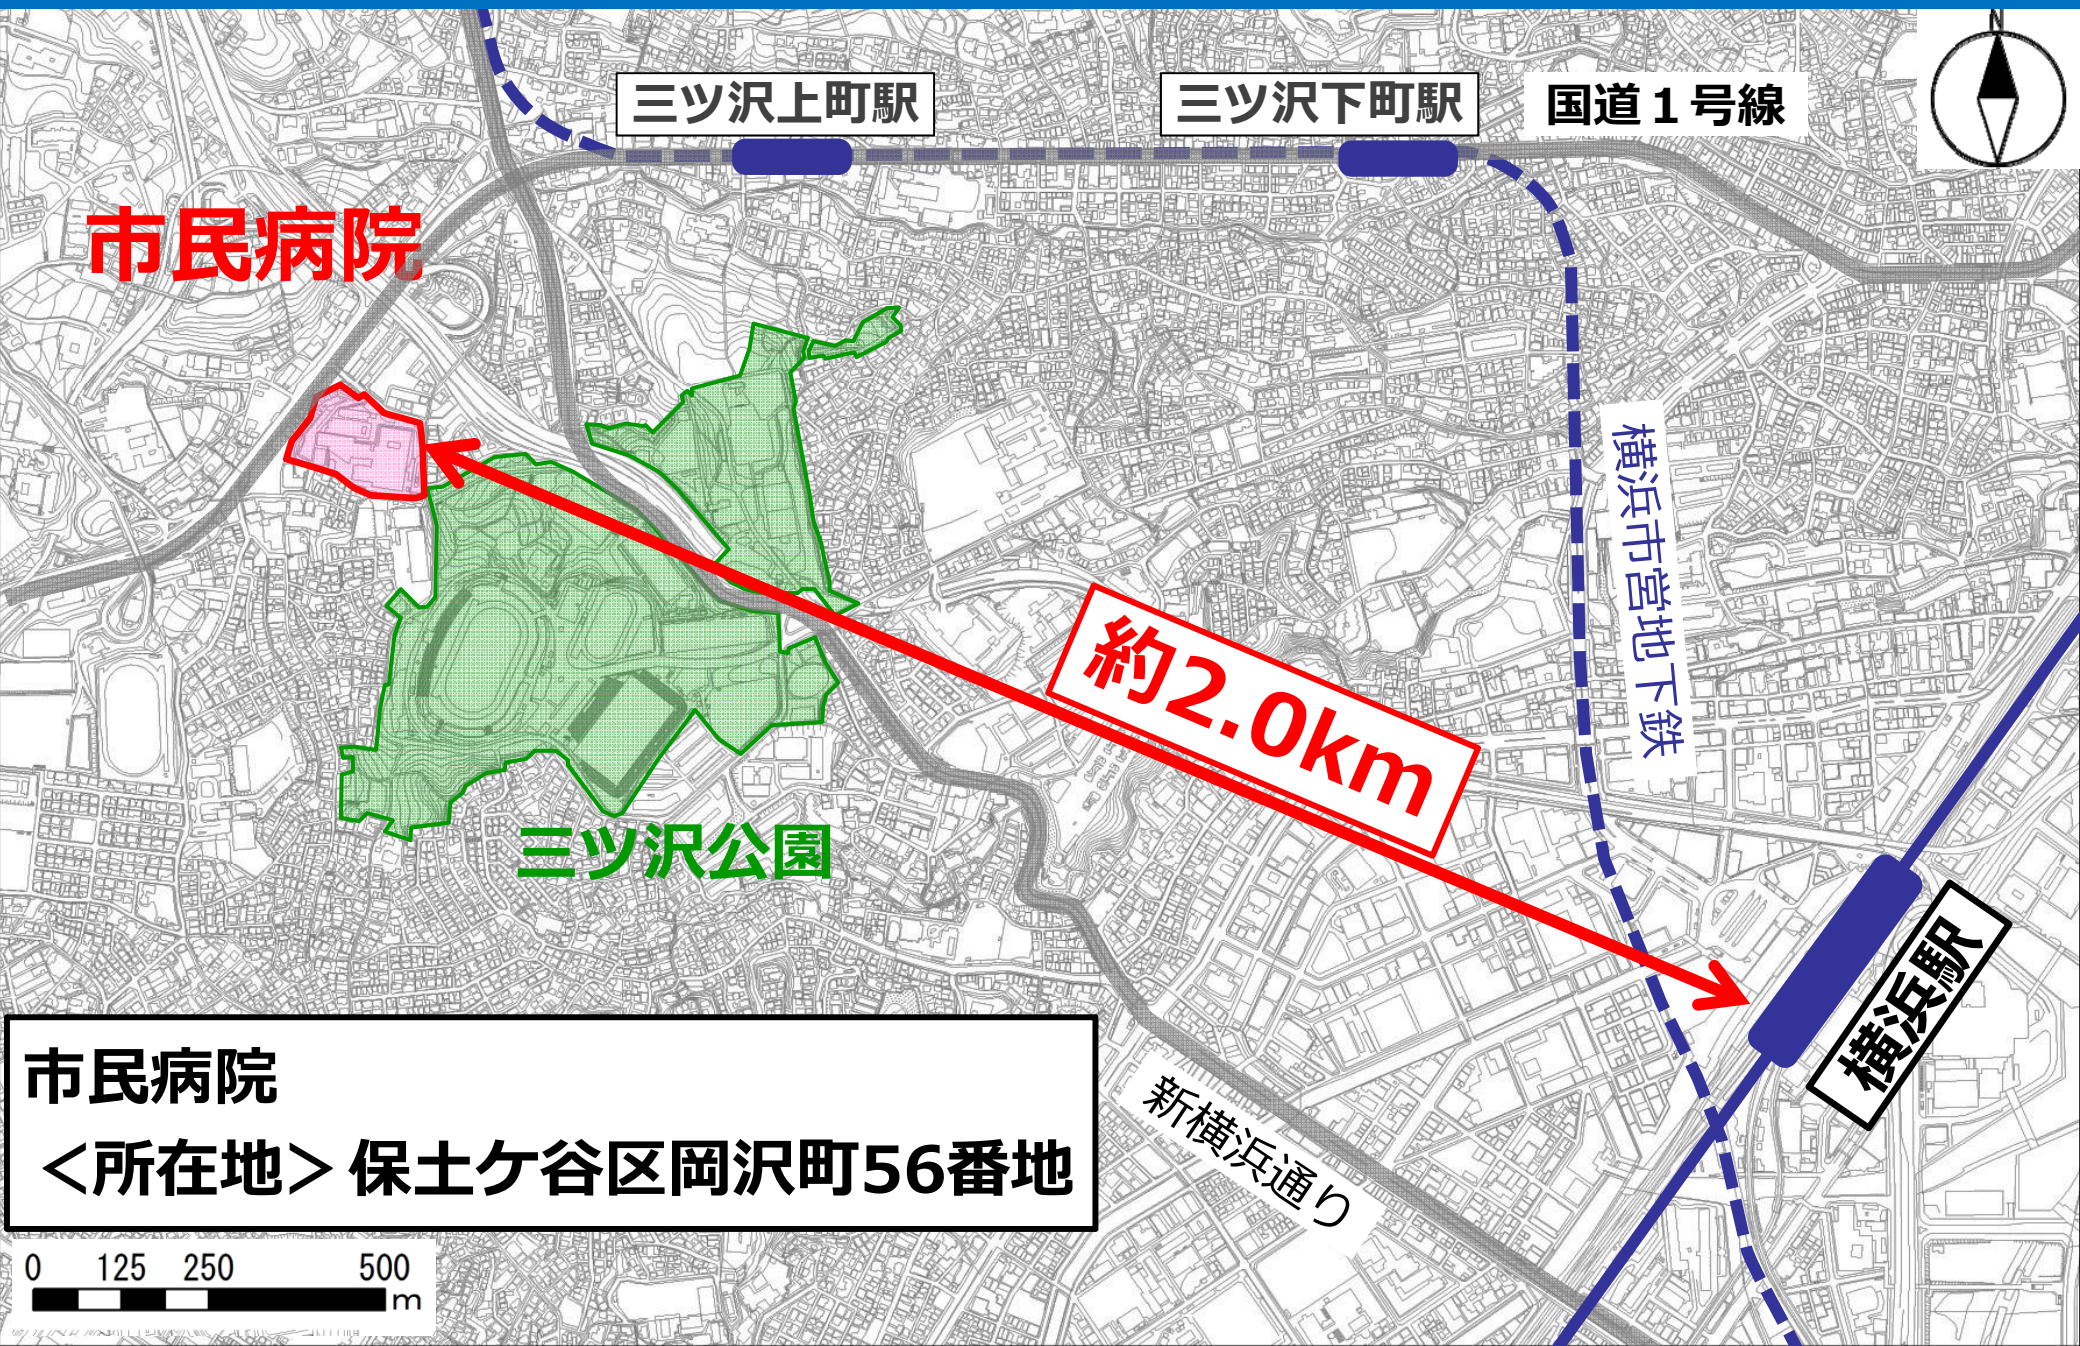 N
三ツ沢上町駅
三ツ沢下町駅
国道１号線
市民病院
横浜市営地下鉄
約2.0km
三ツ沢公園
横浜駅
新横浜通り
市民病院
＜所在地＞保土ケ谷区岡沢町56番地
0 125 250 500
m